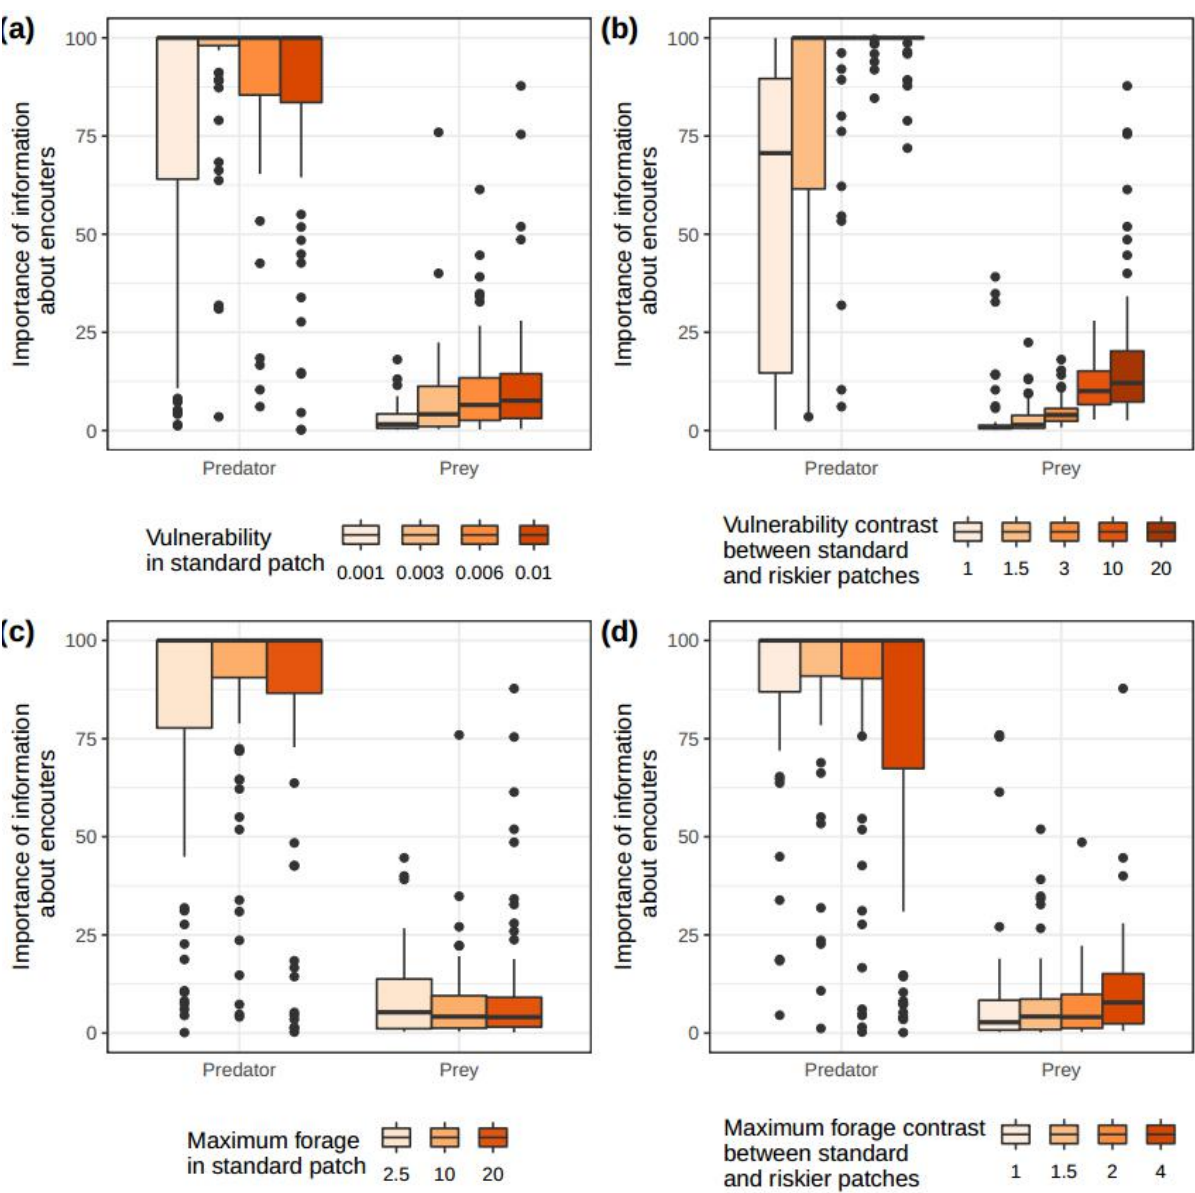 (a)
Importance of information
about encouters
100
75
50
25
0
Predator
Prey
Vulnerability
in standard patch
0.001 0.003 0.006 0.01
(b)
Importance of information
about encouters
100
75
50
25
0
Predator
Prey
Vulnerability contrast
between standard
and riskier patches
1 1.5 3 10 20
(c)
Importance of information
about encouters
100
75
50
25
0
Predator
Prey
Maximum forage
in standard patch
2.5 10 20
(d)
Importance of information
about encouters
100
75
50
25
0
Predator
Prey
Maximum forage contrast
between standard
and riskier patches
1 1.5 2 4